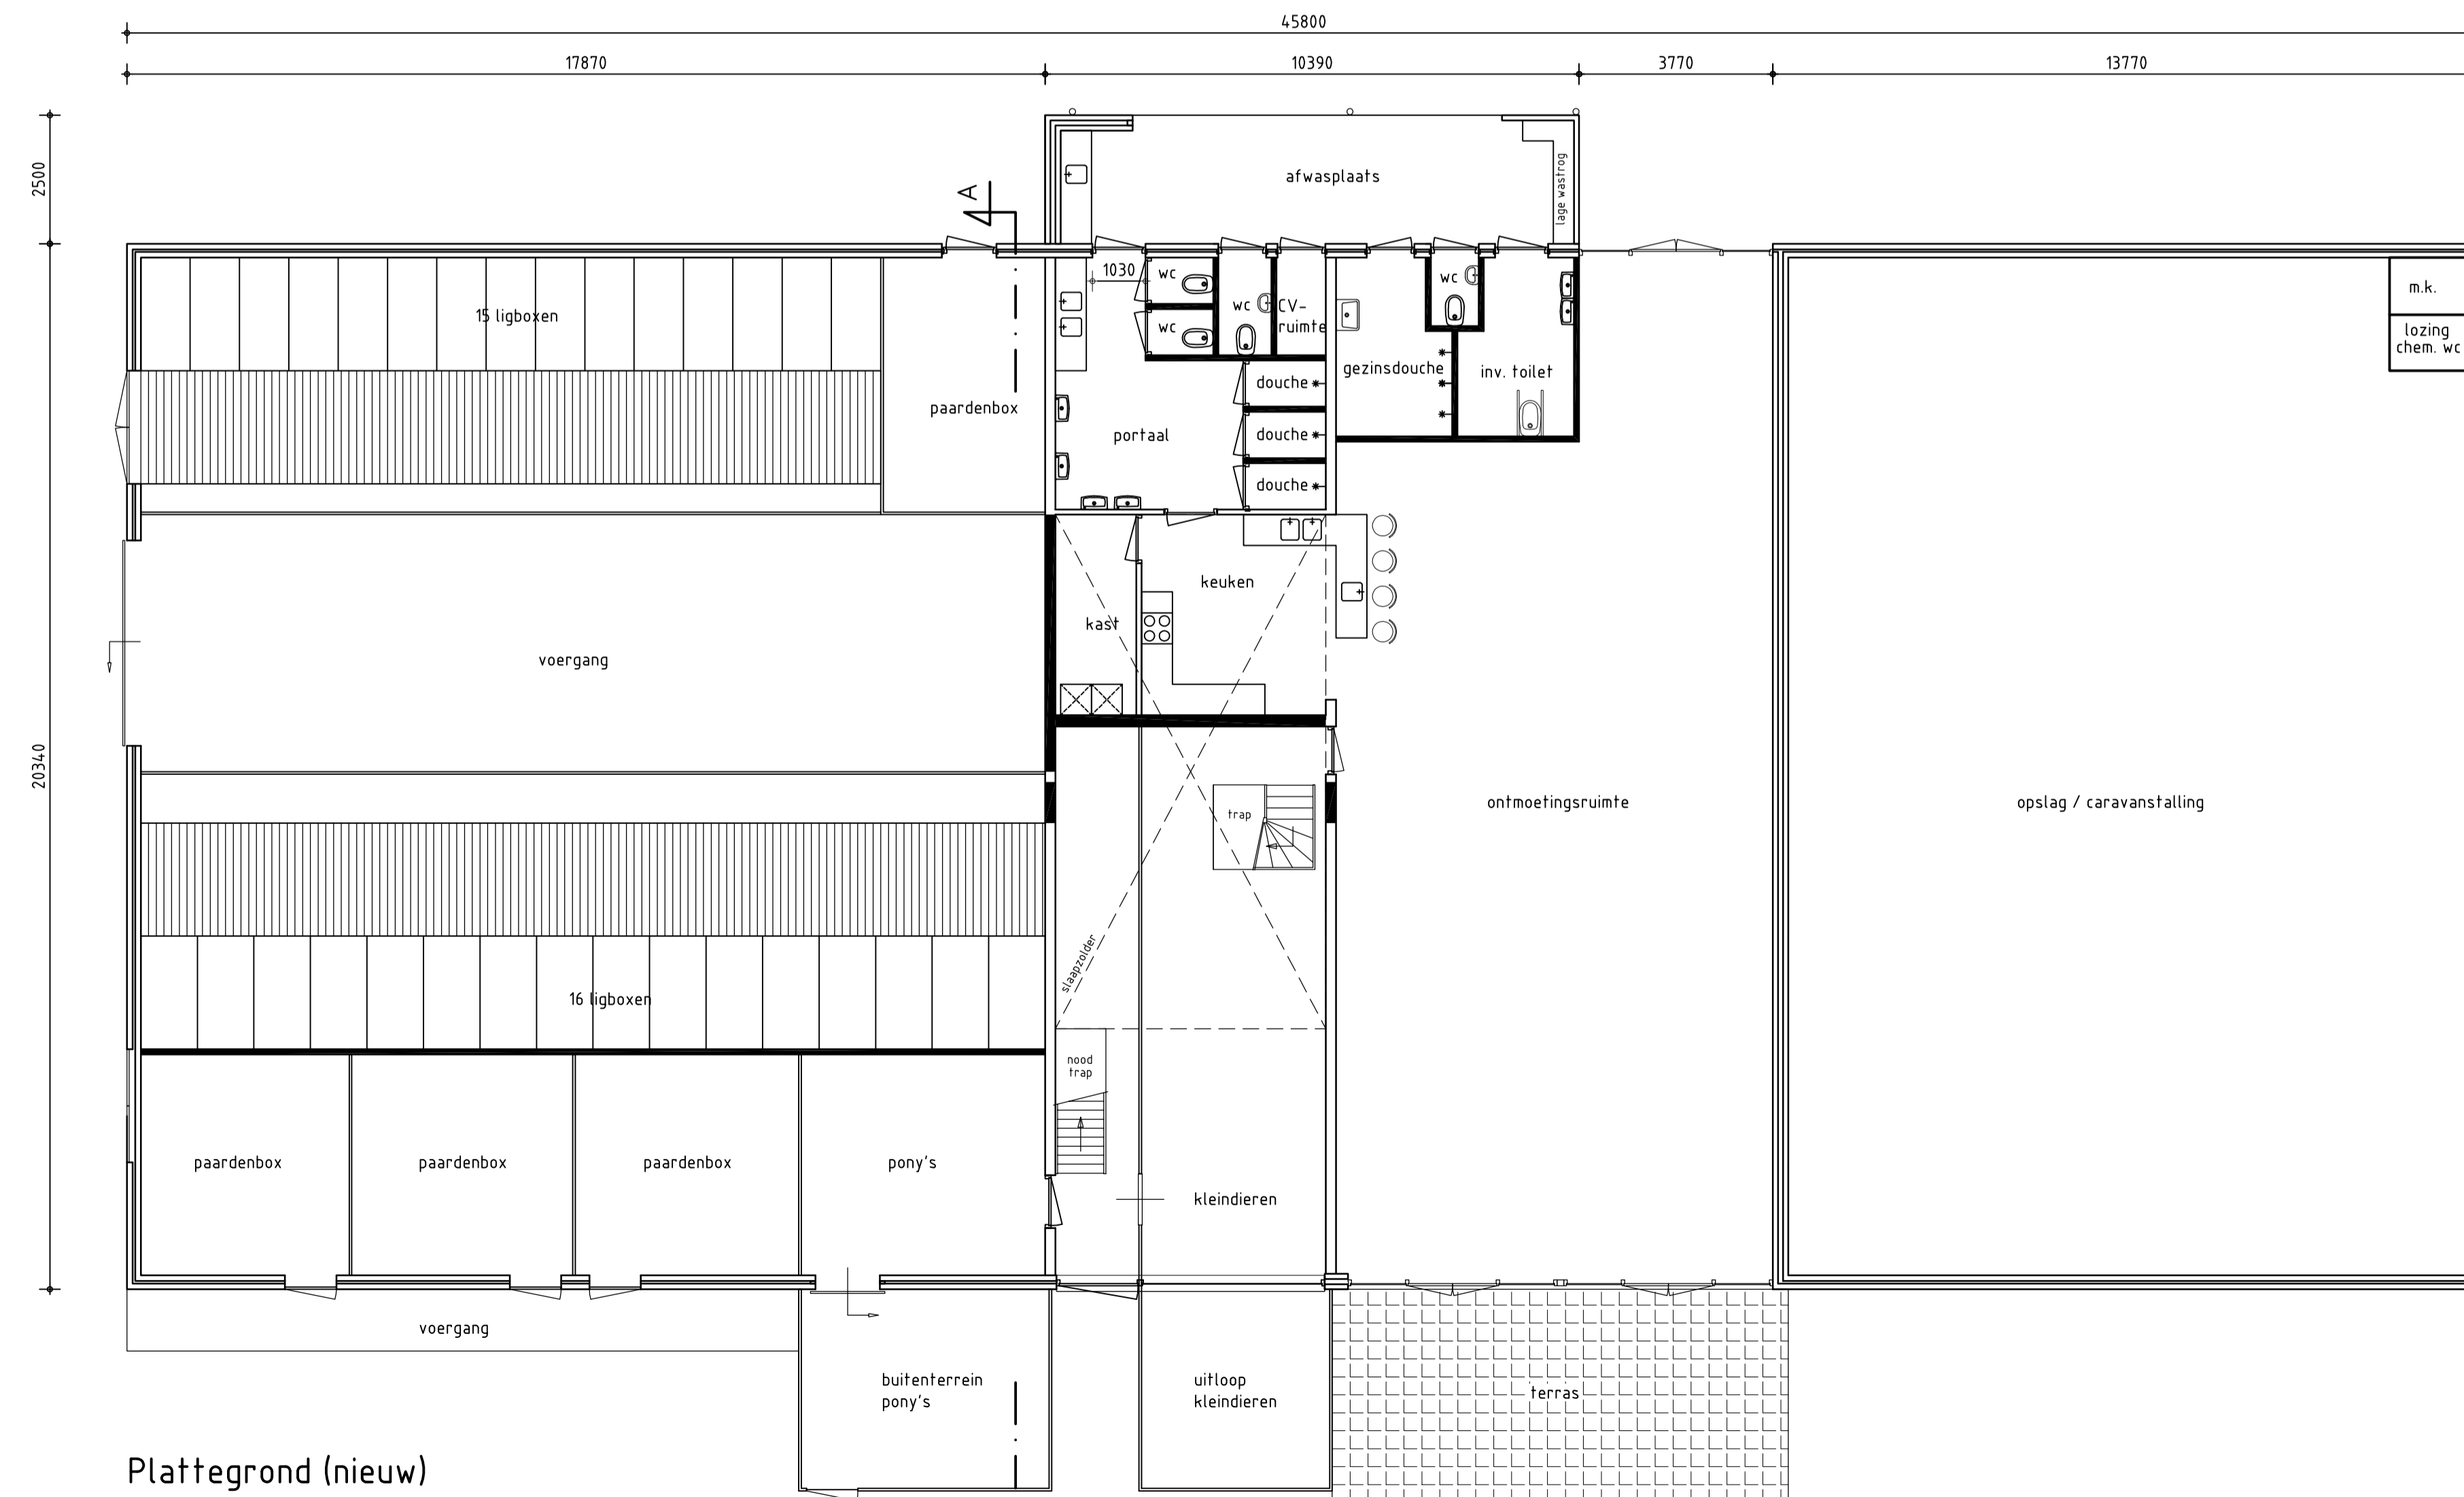 45800
17870
10390
3770
13770
2500
afwasplaats
lage wastrog
A
1030
wc
wc
wc
CV-
ruimte
wc
m.k.
lozing
chem. wc
15 ligboxen
gezinsdouche
inv. toilet
douche
paardenbox
portaal
douche
douche
keuken
kast
voergang
20340
trap
ontmoetingsruimte
opslag / caravanstalling
slaapzolder
16 ligboxen
nood
trap
paardenbox
paardenbox
paardenbox
pony's
kleindieren
voergang
buitenterrein
pony's
uitloop
kleindieren
terras
Plattegrond (nieuw)